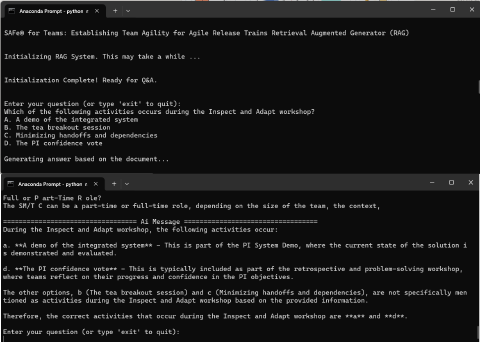 Anaconda Prompt - python r
SAFe® for Teams: Establishing Team Agility for Agile Release Trains Retrieval Augmented Generator (RAG)
Initializing RAG System. This may take a while ...
Initialization Complete! Ready for Q&A.
Enter your question (or type 'exit' to quit):
Which of the following activities occurs during the Inspect and Adapt workshop?
A. A demo of the integrated system
B. The tea breakout session
C. Minimizing handoffs and dependencies
D. The PI confidence vote
Generating answer based on the document...
Anaconda Prompt - python r
Full or P art-Time R ole?
The SM/T C can be a part-time or full-time role, depending on the size of the team, the context,
================================ Ai Message ================================
During the Inspect and Adapt workshop, the following activities occur:
a. **A demo of the integrated system** - This is part of the PI System Demo, where the current state of the solution i
s demonstrated and evaluated.
d. **The PI confidence vote** - This is typically included as part of the retrospective and problem-solving workshop,
where teams reflect on their progress and confidence in the PI objectives.
The other options, b (The tea breakout session) and c (Minimizing handoffs and dependencies), are not specifically men
tioned as activities during the Inspect and Adapt workshop based on the provided information.
Therefore, the correct activities that occur during the Inspect and Adapt workshop are **a** and **d**.
Enter your question (or type 'exit' to quit):